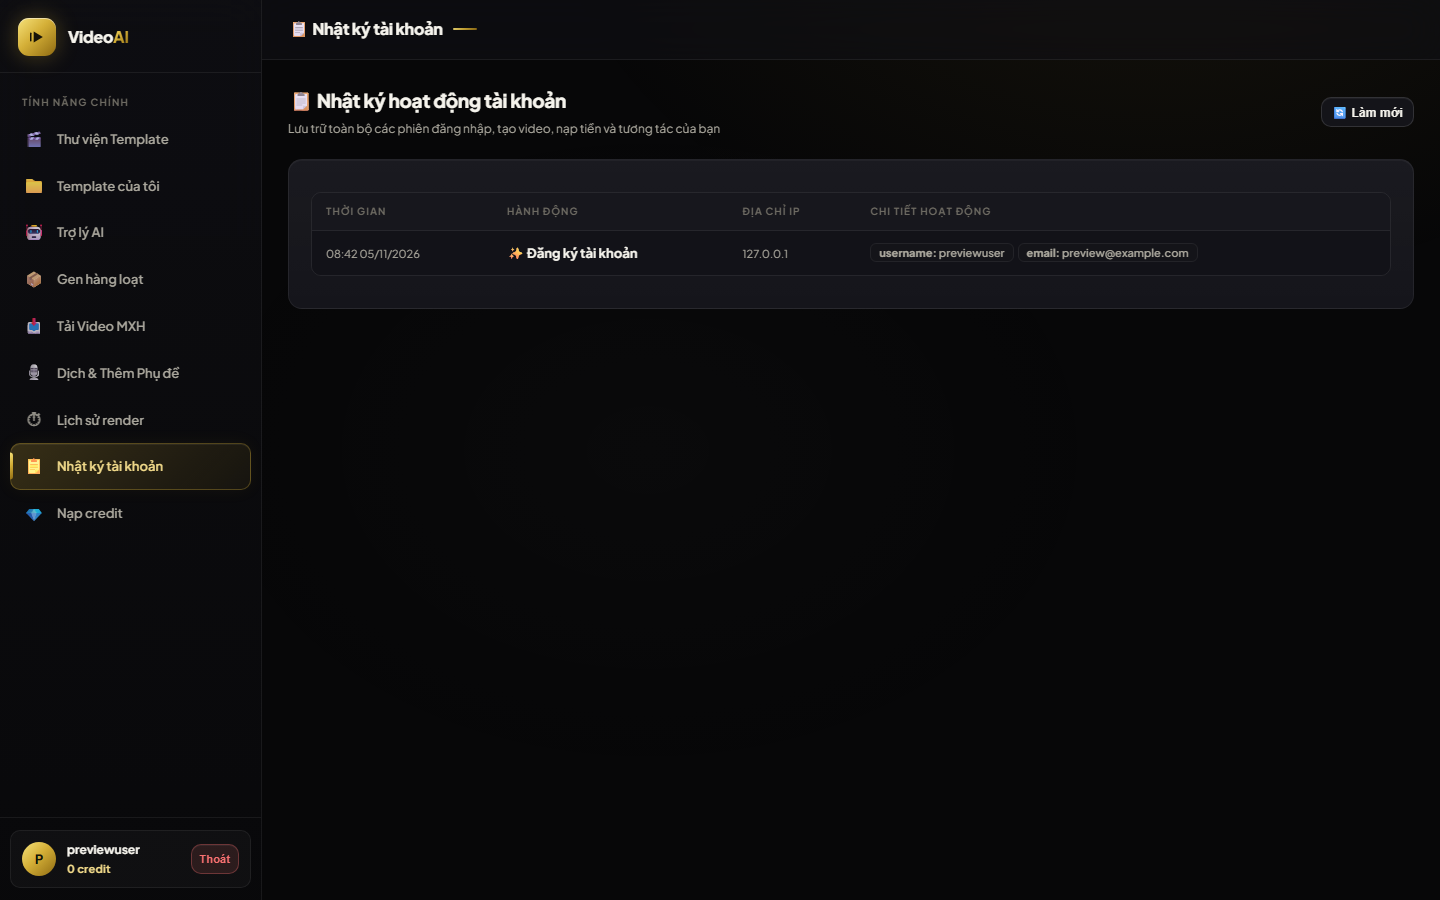 VideoAI
TÍNH NĂNG CHÍNH
Thư viện Template
Template của tôi
Trợ lý AI
Gen hàng loạt
Tải Video MXH
Dịch & Thêm Phụ đề
Lịch sử render
Nhật ký tài khoản
Nạp credit
P
previewuser
0 credit
Thoát
Nhật ký tài khoản
Nhật ký hoạt động tài khoản
Lưu trữ toàn bộ các phiên đăng nhập, tạo video, nạp tiền và tương tác của bạn
Làm mới
THỜI GIAN HÀNH ĐỘNG ĐỊA CHỈ IP CHI TIẾT HOẠT ĐỘNG
08:42 05/11/2026 Đăng ký tài khoản 127.0.0.1 username: previewuser email: preview@example.com